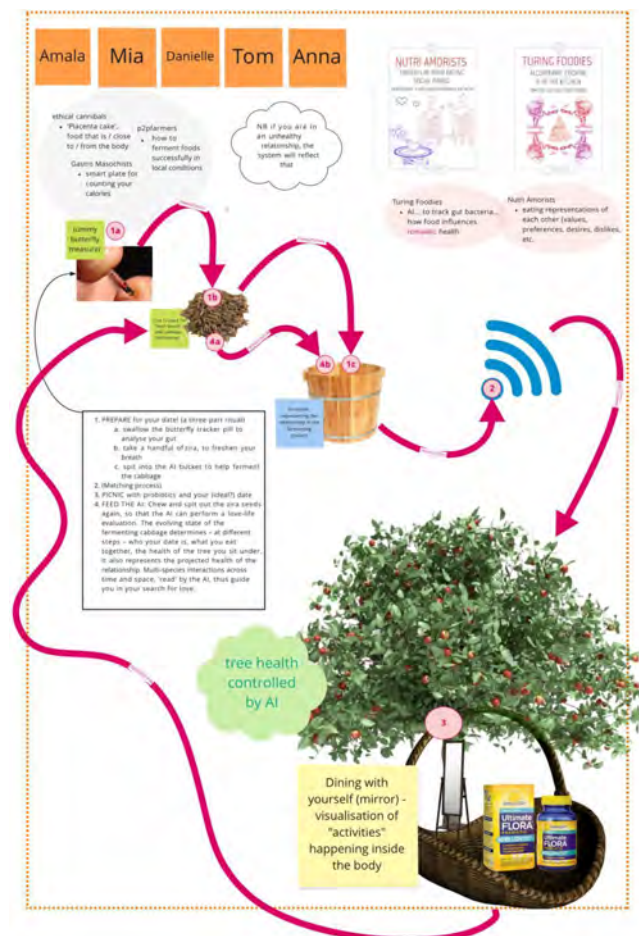 Amala
Mia
Danielle
Tom
Anna
ethical cannibals
• 'Placenta cake'..
food that is / close
to / from the body
p2pfarmers
• how to
ferment foods
successfully in
local conditions
Gastro Masochists
• smart plate for
counting your
calories
NB if you are in
an unhealthy
relationship, the
system will reflect
that
NUTRI AMORISTS
TURING FOODIES
Turing Foodies
• AI... to track gut bacteria...
how food influences
romantic health
Nutri Amorists
• eating representations of
each other (values,
preferences, desires, dislikes,
etc.
butterfly
treasura)
1a
1b
4a
4b
1c
2
representing the
relationship in the
1. PREPARE for your date! (a three part ritual)
a. swallow the butterfly tracker pill to
analyse your gut
b. take a handful of zira, to freshen your
breath
c. spit into the AI bucket to help ferment
the cabbage
2. (Matching process)
3. PICNIC with probiotics and your (ideal?) date
4. FEED THE AI: Chew and spit out the zira seeds
again, so that the AI can perform a love-life
evaluation. The evolving state of the
fermenting cabbage determines – at different
steps – who your date is, what you eat
together, the health of the tree you sit under.
It also represents the projected health of the
relationship. Multi-species interactions across
time and space, 'read' by the AI, thus guide
you in your search for love.
tree health
controlled
by AI
3
Dining with
yourself (mirror) -
visualisation of
"activities"
happening inside
the body
Ultimate
FLORA
Ultimate
FLORA